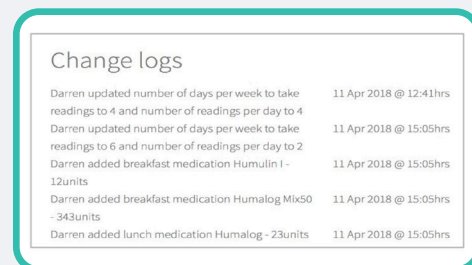 Change logs
Darren updated number of days per week to take 11 Apr 2018 @ 12:41hrs
readings to 4 and number of readings per day to 4
Darren updated number of days per week to take 11 Apr 2018 @ 15:05hrs
readings to 6 and number of readings per day to 2
Darren added breakfast medication Humulin I - 11 Apr 2018 @ 15:05hrs
12units
Darren added breakfast medication Humalog Mix50 11 Apr 2018 @ 15:05hrs
- 343units
Darren added lunch medication Humalog - 23units 11 Apr 2018 @ 15:05hrs